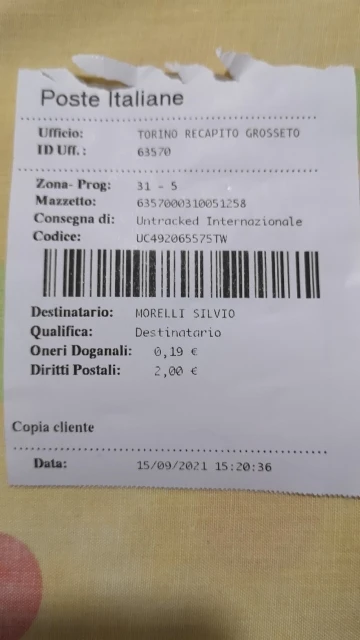 Poste Italiane
Ufficio: TORINO RECAPITO GROSSETO
ID Uff.: 63570
Zona- Prog: 31 - 5
Mazzetto: 6357000310051258
Consegna di: Untracked Internazionale
Codice: UC492065575TW
Destinatario: MORELLI SILVIO
Qualifica: Destinatario
Oneri Doganali: 0,19 €
Diritti Postali: 2,00 €
Copia cliente
Data: 15/09/2021 15:20:36